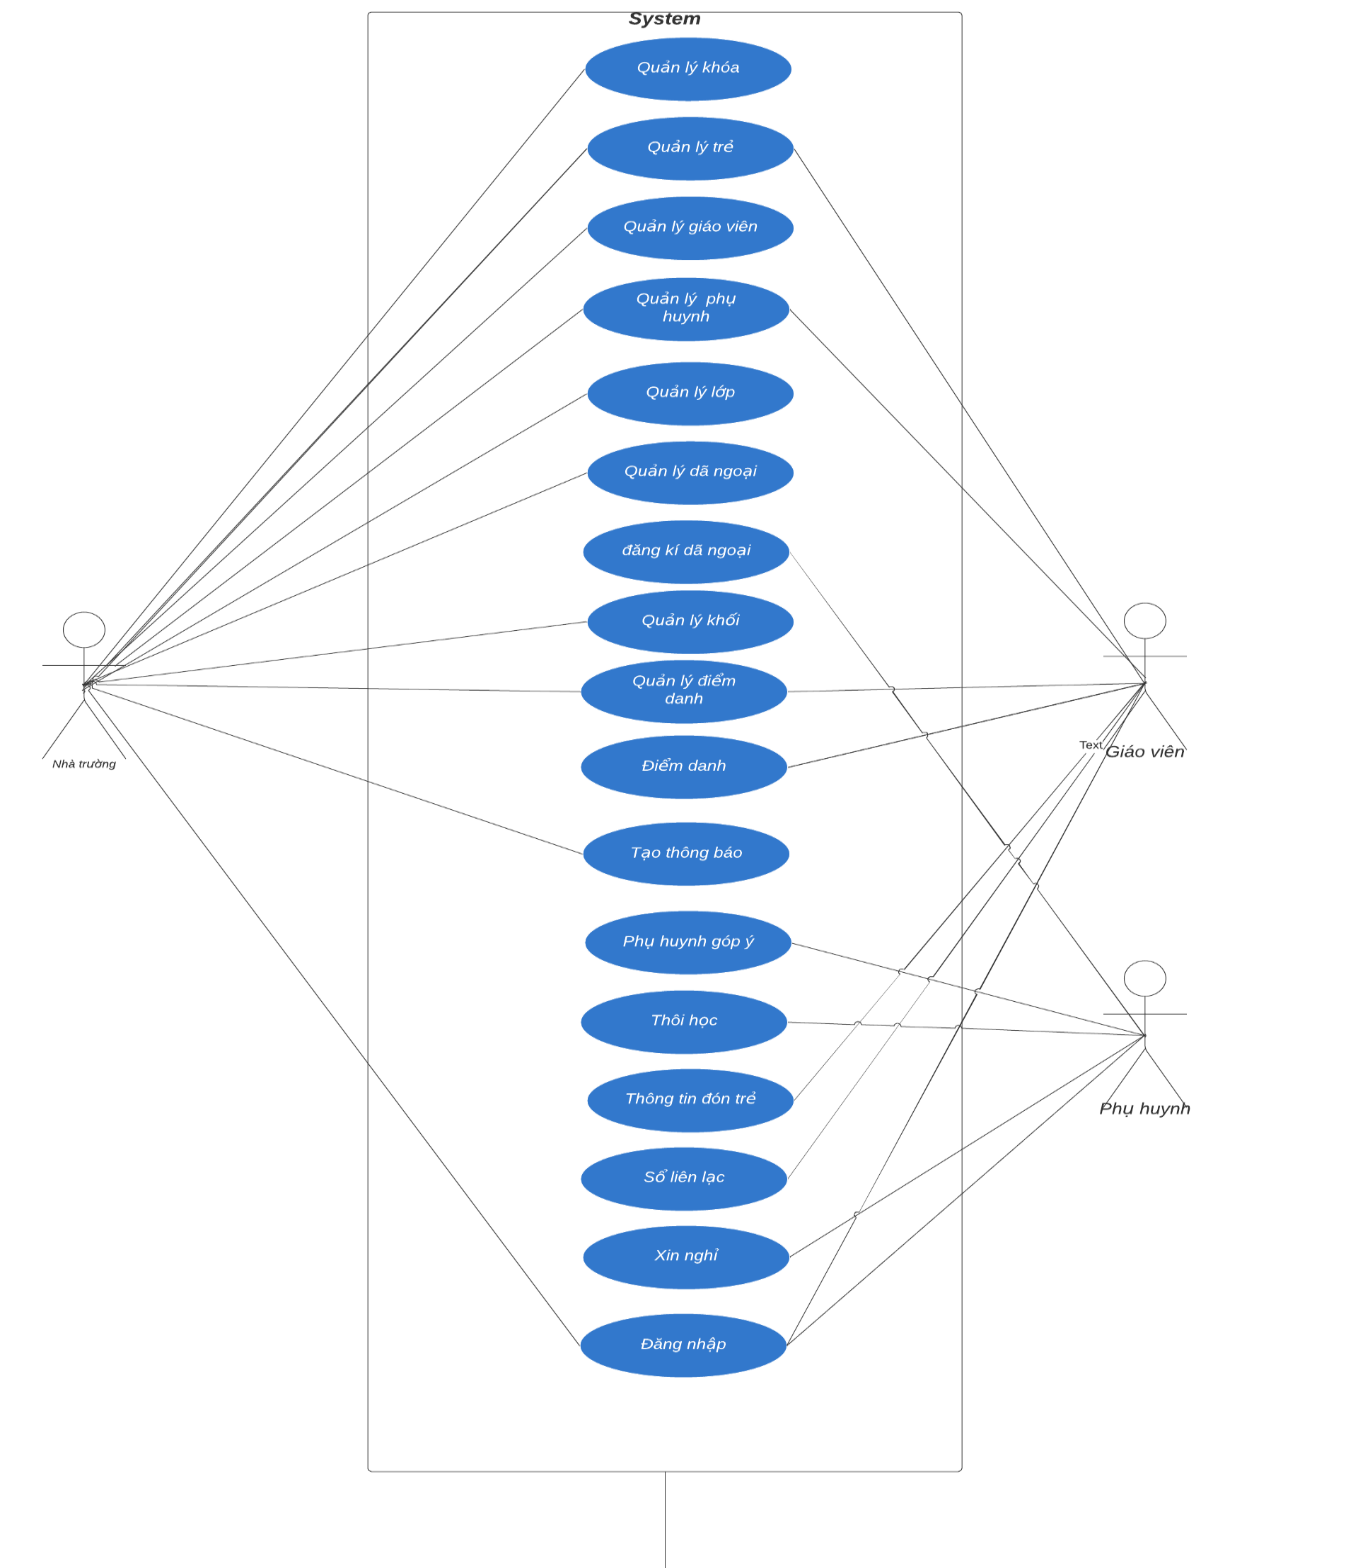 System
Quản lý khóa
Quản lý trẻ
Quản lý giáo viên
Quản lý  phụ
huynh
Quản lý lớp
Quản lý dã ngoại
đăng kí dã ngoại
Quản lý khối
Quản lý điểm
danh
Điểm danh
Tạo thông báo
Phụ huynh góp ý
Thôi học
Thông tin đón trẻ
Sổ liên lạc
Xin nghỉ
Đăng nhập
Nhà trường
Text
Giáo viên
Phụ huynh